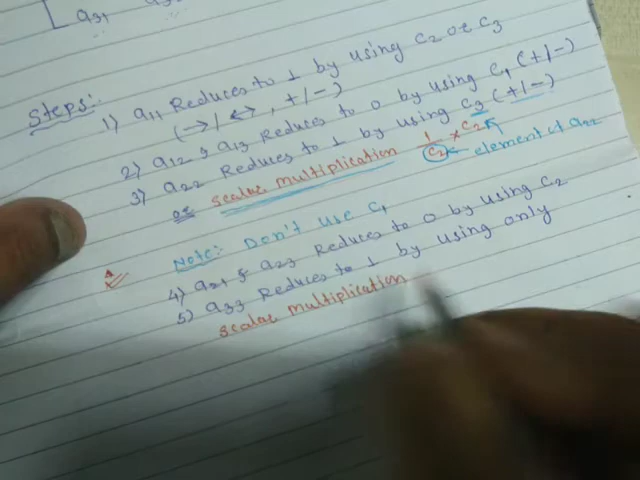 a31
Steps:-
1) a11 Reduces to 1 by using C2 or C3
(→/↔, +/-)
2) a12 & a13 Reduces to 0 by using C1 (+/-)
3) a22 Reduces to 1 by using C3 (+/-)
or scalar multiplication 1/C2 × C2 ← element of a22
Note: Don't use C1
4) a21 & a23 Reduces to 0 by using C2
5) a33 Reduces to 1 by using only
scalar multiplication